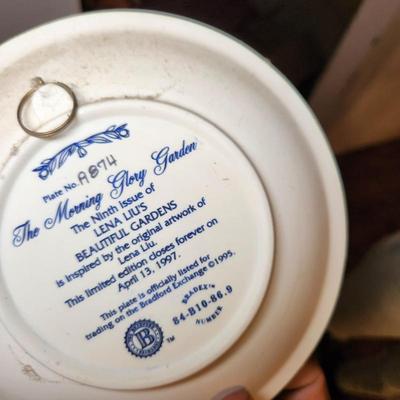 Plate No. A874
The Morning Glory Garden
The Ninth Issue of
LENA LIU'S
BEAUTIFUL GARDENS
is inspired by the original artwork of
Lena Liu.
This limited edition closes forever on
April 13, 1997.
This plate is officially listed for
trading on the Bradford Exchange ©1995.
B
TM
BRADEX®
84-B10-86.9
NUMBER